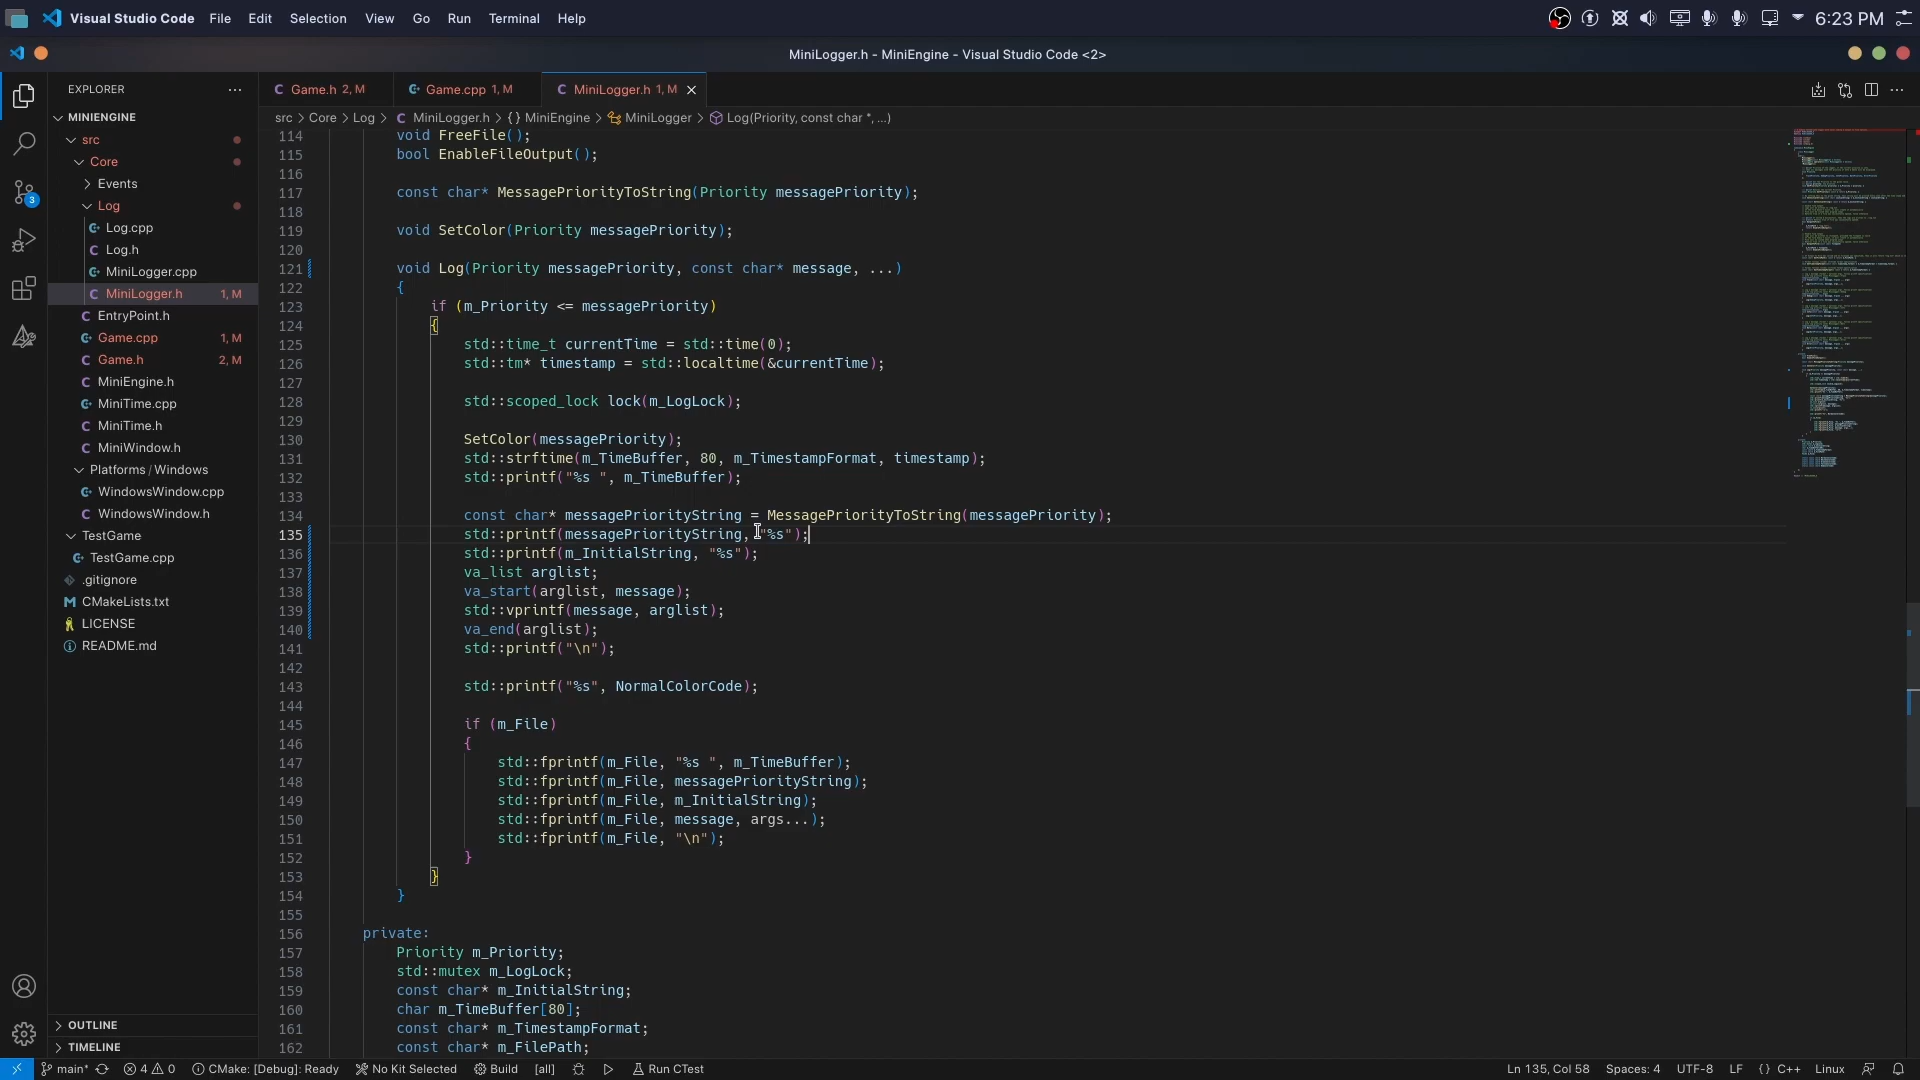 Visual Studio Code File Edit Selection View Go Run Terminal Help 6:23 PM
MiniLogger.h - MiniEngine - Visual Studio Code <2>
EXPLORER
Game.h 2, M
Game.cpp 1, M
MiniLogger.h 1, M
MINIENGINE
src > Core > Log > C MiniLogger.h > {} MiniEngine > MiniLogger > Log(Priority, const char *, ...)
src
Core
Events
Log
Log.cpp
Log.h
MiniLogger.cpp
MiniLogger.h 1, M
EntryPoint.h
Game.cpp 1, M
Game.h 2, M
MiniEngine.h
MiniTime.cpp
MiniTime.h
MiniWindow.h
Platforms / Windows
WindowsWindow.cpp
WindowsWindow.h
TestGame
TestGame.cpp
.gitignore
CMakeLists.txt
LICENSE
README.md
OUTLINE
TIMELINE
3
114 void FreeFile();
115 bool EnableFileOutput();
116
117 const char* MessagePriorityToString(Priority messagePriority);
118
119 void SetColor(Priority messagePriority);
120
121 void Log(Priority messagePriority, const char* message, ...)
122 {
123 if (m_Priority <= messagePriority)
124 {
125 std::time_t currentTime = std::time(0);
126 std::tm* timestamp = std::localtime(&currentTime);
127
128 std::scoped_lock lock(m_LogLock);
129
130 SetColor(messagePriority);
131 std::strftime(m_TimeBuffer, 80, m_TimestampFormat, timestamp);
132 std::printf("%s ", m_TimeBuffer);
133
134 const char* messagePriorityString = MessagePriorityToString(messagePriority);
135 std::printf(messagePriorityString, "%s");
136 std::printf(m_InitialString, "%s");
137 va_list arglist;
138 va_start(arglist, message);
139 std::vprintf(message, arglist);
140 va_end(arglist);
141 std::printf("\n");
142
143 std::printf("%s", NormalColorCode);
144
145 if (m_File)
146 {
147 std::fprintf(m_File, "%s ", m_TimeBuffer);
148 std::fprintf(m_File, messagePriorityString);
149 std::fprintf(m_File, m_InitialString);
150 std::fprintf(m_File, message, args...);
151 std::fprintf(m_File, "\n");
152 }
153 }
154 }
155
156 private:
157 Priority m_Priority;
158 std::mutex m_LogLock;
159 const char* m_InitialString;
160 char m_TimeBuffer[80];
161 const char* m_TimestampFormat;
162 const char* m_FilePath;
main* 4 0 CMake: [Debug]: Ready No Kit Selected Build [all] Run CTest Ln 135, Col 58 Spaces: 4 UTF-8 LF {} C++ Linux